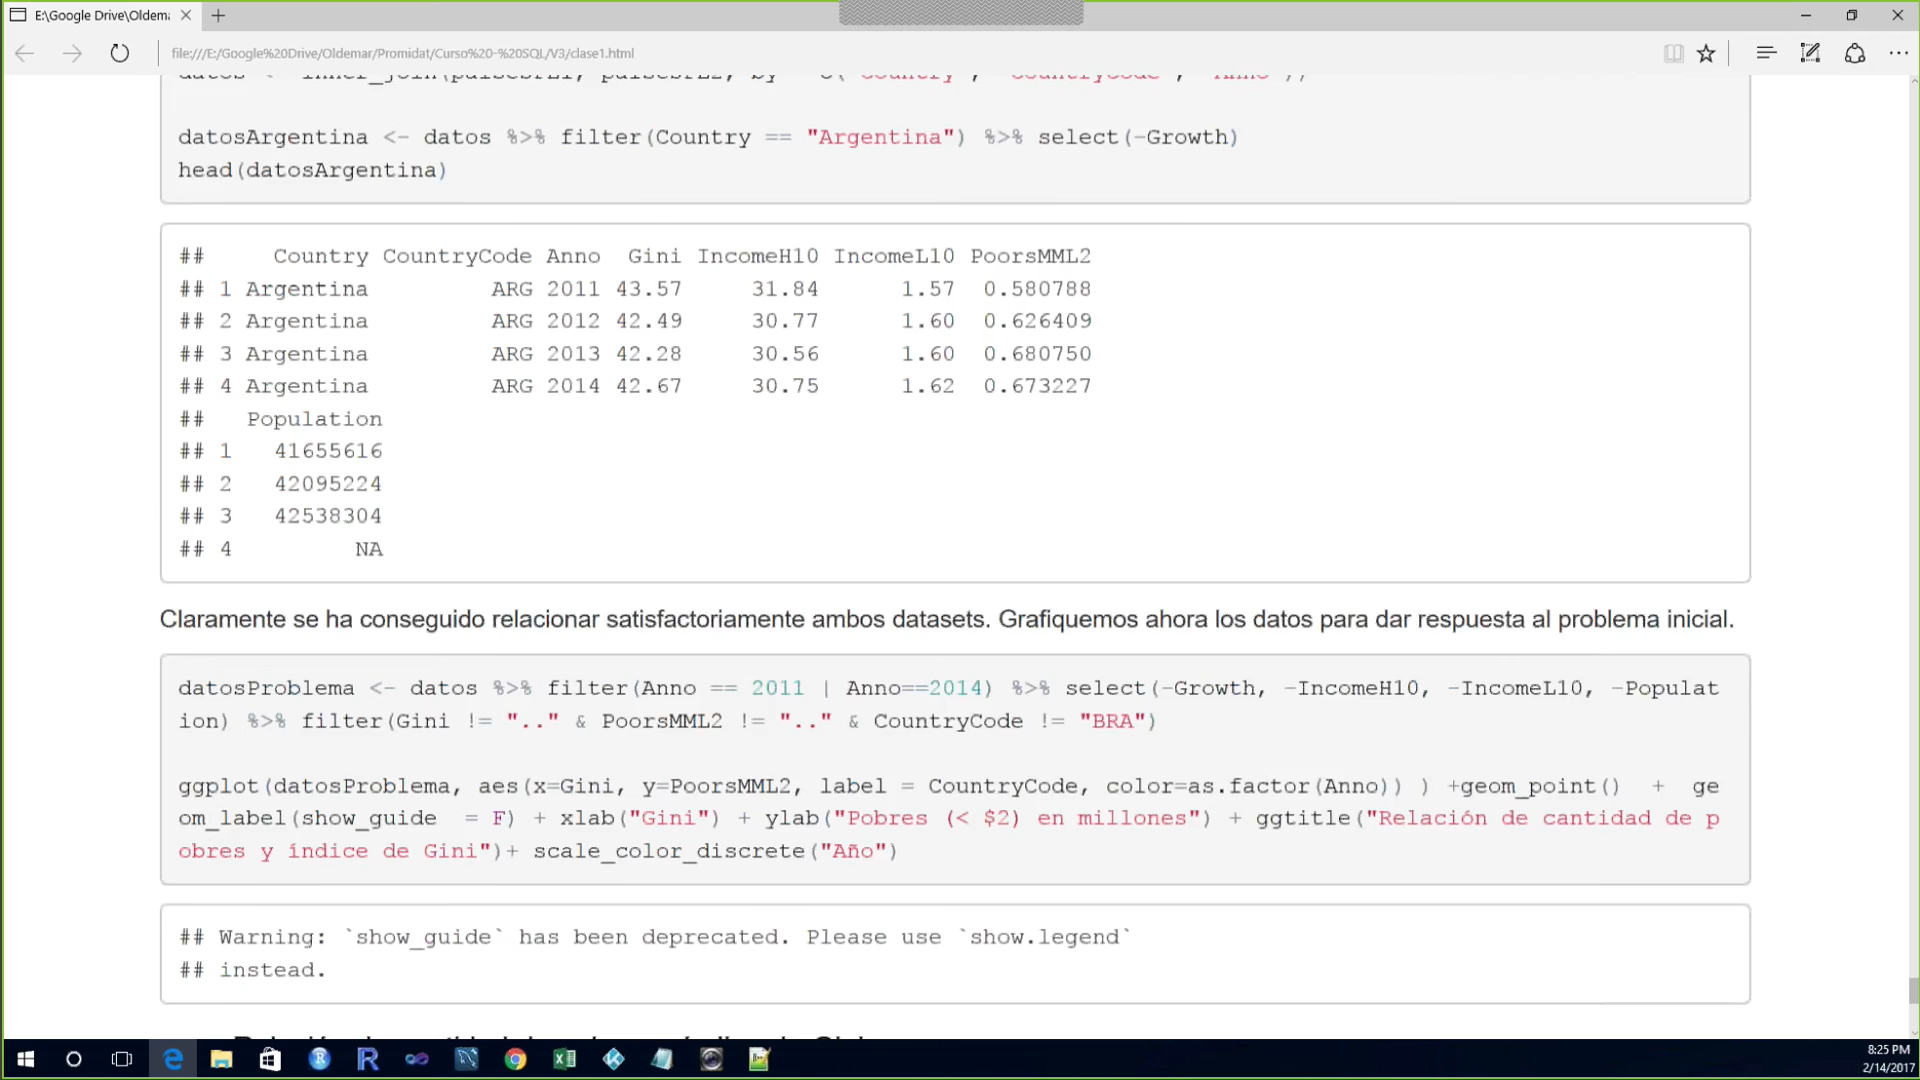 E:\Google Drive\Oldema
file:///E:/Google%20Drive/Oldemar/Promidat/Curso%20-%20SQL/V3/clase1.html
datosArgentina <- datos %>% filter(Country == "Argentina") %>% select(-Growth)
head(datosArgentina)
##     Country CountryCode Anno  Gini IncomeH10 IncomeL10 PoorsMML2
## 1 Argentina         ARG 2011 43.57     31.84      1.57  0.580788
## 2 Argentina         ARG 2012 42.49     30.77      1.60  0.626409
## 3 Argentina         ARG 2013 42.28     30.56      1.60  0.680750
## 4 Argentina         ARG 2014 42.67     30.75      1.62  0.673227
##   Population
## 1   41655616
## 2   42095224
## 3   42538304
## 4         NA
Claramente se ha conseguido relacionar satisfactoriamente ambos datasets. Grafiquemos ahora los datos para dar respuesta al problema inicial.
datosProblema <- datos %>% filter(Anno == 2011 | Anno==2014) %>% select(-Growth, -IncomeH10, -IncomeL10, -Populat
ion) %>% filter(Gini != ".." & PoorsMML2 != ".." & CountryCode != "BRA")
ggplot(datosProblema, aes(x=Gini, y=PoorsMML2, label = CountryCode, color=as.factor(Anno)) ) +geom_point()  +  ge
om_label(show_guide  = F) + xlab("Gini") + ylab("Pobres (< $2) en millones") + ggtitle("Relación de cantidad de p
obres y índice de Gini")+ scale_color_discrete("Año")
## Warning: `show_guide` has been deprecated. Please use `show.legend`
## instead.
8:25 PM
2/14/2017